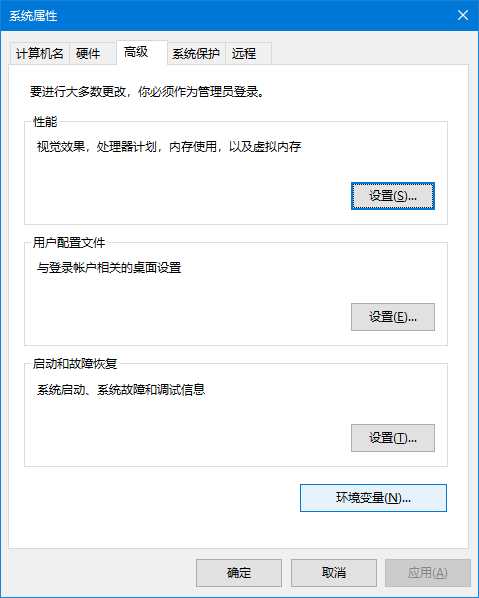 系统属性
计算机名 硬件 高级 系统保护 远程
要进行大多数更改，你必须作为管理员登录。
性能
视觉效果，处理器计划，内存使用，以及虚拟内存
设置(S)...
用户配置文件
与登录帐户相关的桌面设置
设置(E)...
启动和故障恢复
系统启动、系统故障和调试信息
设置(T)...
环境变量(N)...
确定 取消 应用(A)